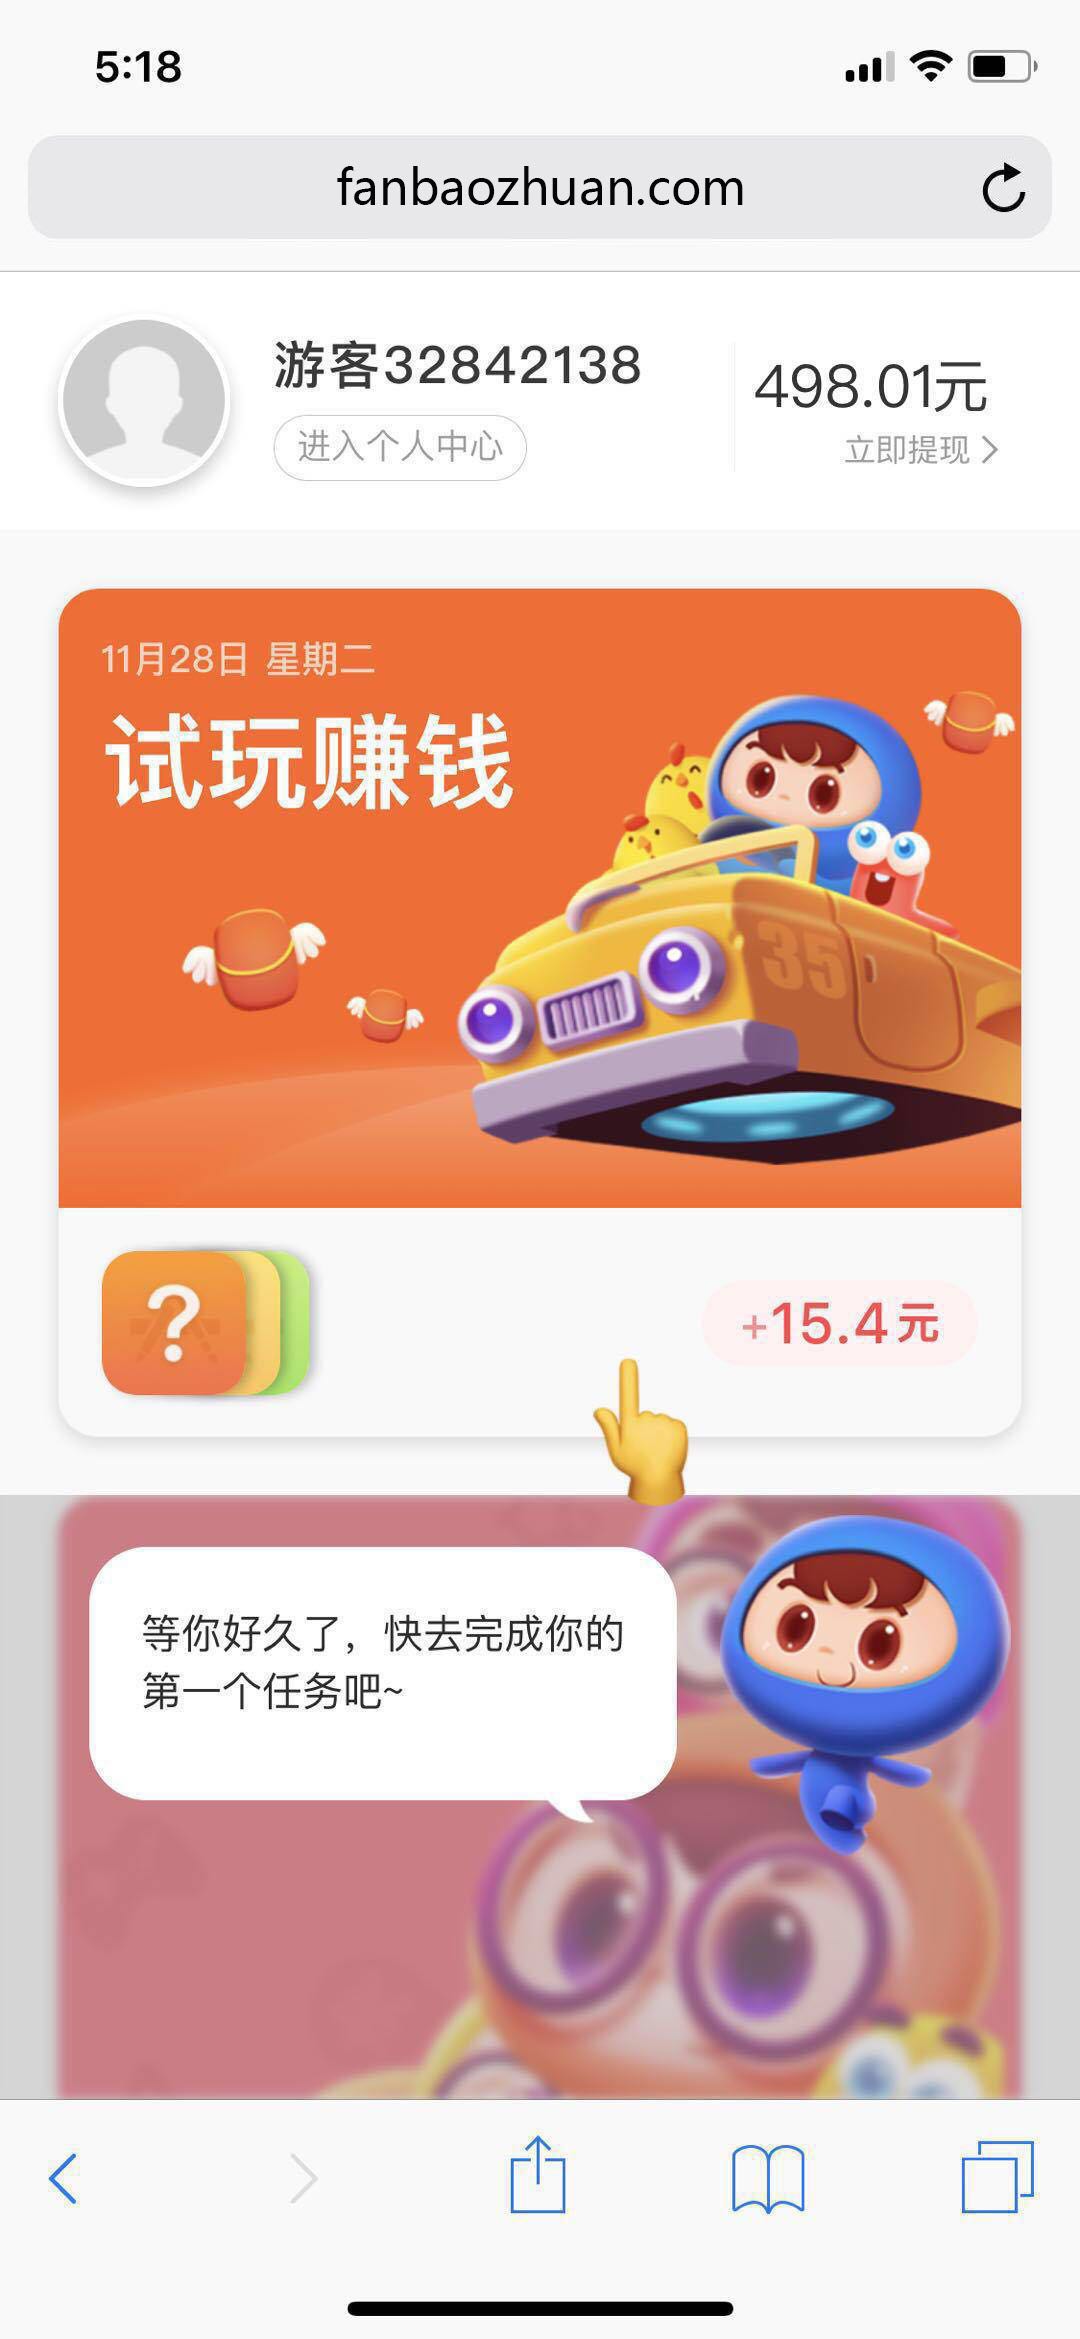 5:18
fanbaozhuan.com
游客32842138
进入个人中心
498.01元
立即提现
11月28日 星期二
试玩赚钱
35
?
+15.4元
等你好久了，快去完成你的
第一个任务吧~